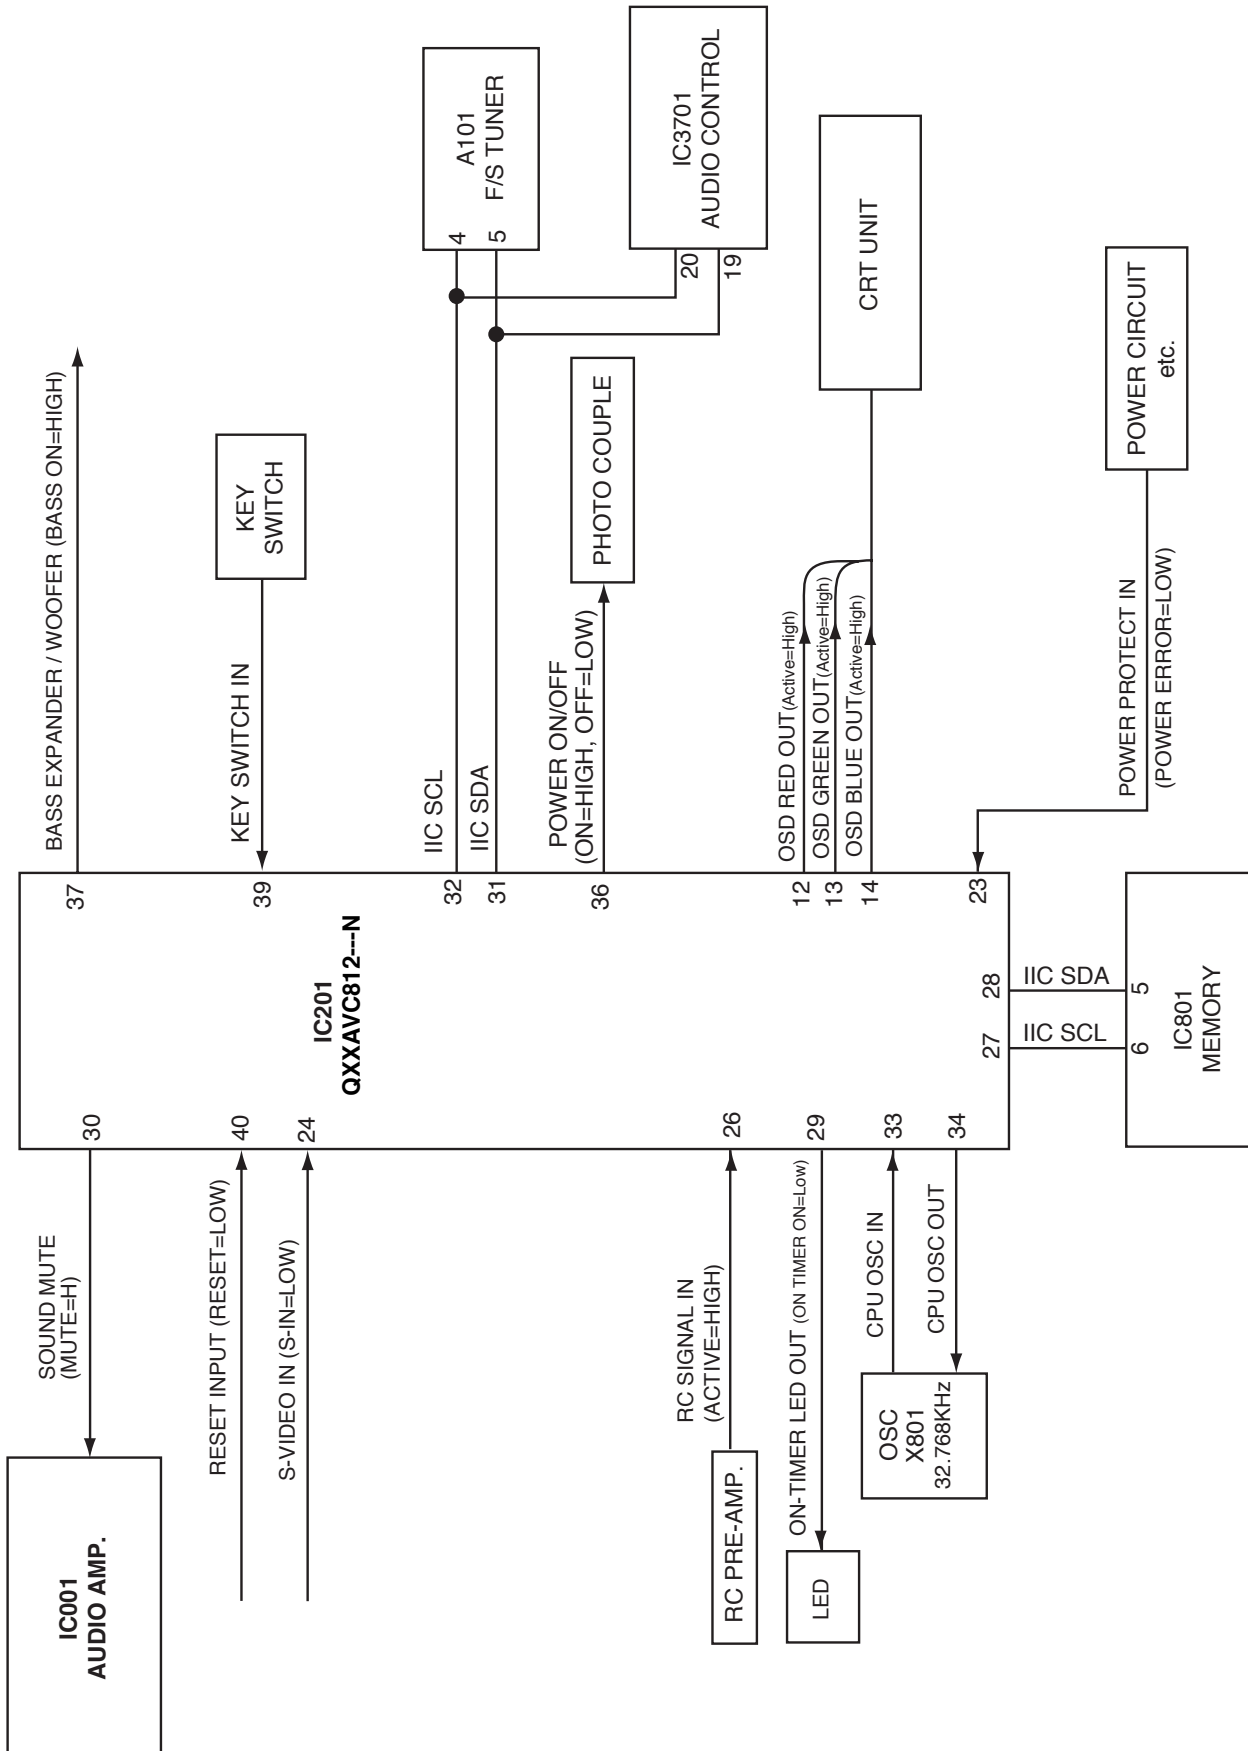 IC001
AUDIO AMP.
SOUND MUTE
(MUTE=H)
30
RESET INPUT (RESET=LOW)
40
S-VIDEO IN (S-IN=LOW)
24
RC PRE-AMP.
RC SIGNAL IN
(ACTIVE=HIGH)
26
LED
ON-TIMER LED OUT (ON TIMER ON=Low)
29
OSC
X801
32.768KHz
CPU OSC IN
33
CPU OSC OUT
34
IC201
QXXAVC812---N
37
BASS EXPANDER / WOOFER (BASS ON=HIGH)
39
KEY SWITCH IN
KEY
SWITCH
32
IIC SCL
31
IIC SDA
4
5
A101
F/S TUNER
20
19
IC3701
AUDIO CONTROL
36
POWER ON/OFF
(ON=HIGH, OFF=LOW)
PHOTO COUPLE
12
OSD RED OUT(Active=High)
13
OSD GREEN OUT(Active=High)
14
OSD BLUE OUT(Active=High)
CRT UNIT
23
POWER PROTECT IN
(POWER ERROR=LOW)
POWER CIRCUIT
etc.
27
IIC SCL
6
28
IIC SDA
5
IC801
MEMORY